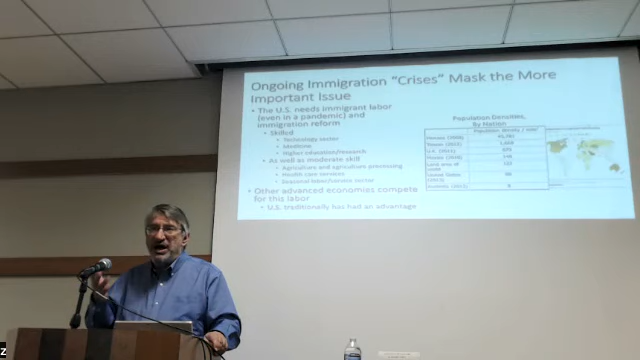 Ongoing Immigration “Crises” Mask the More
Important Issue
• The U.S. needs immigrant labor
(even in a pandemic) and
immigration reform
• Skilled
• Technology sector
• Medicine
• Higher education/research
• As well as moderate skill
• Agriculture and agriculture processing
• Health care services
• Seasonal labor/service sector
• Other advanced economies compete
for this labor
• U.S. traditionally has had an advantage
Population Densities,
by Nation
Z